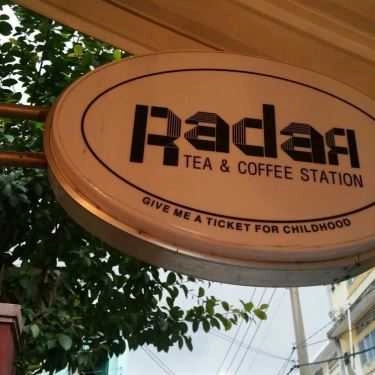 Radar
TEA & COFFEE STATION
GIVE ME A TICKET FOR CHILDHOOD